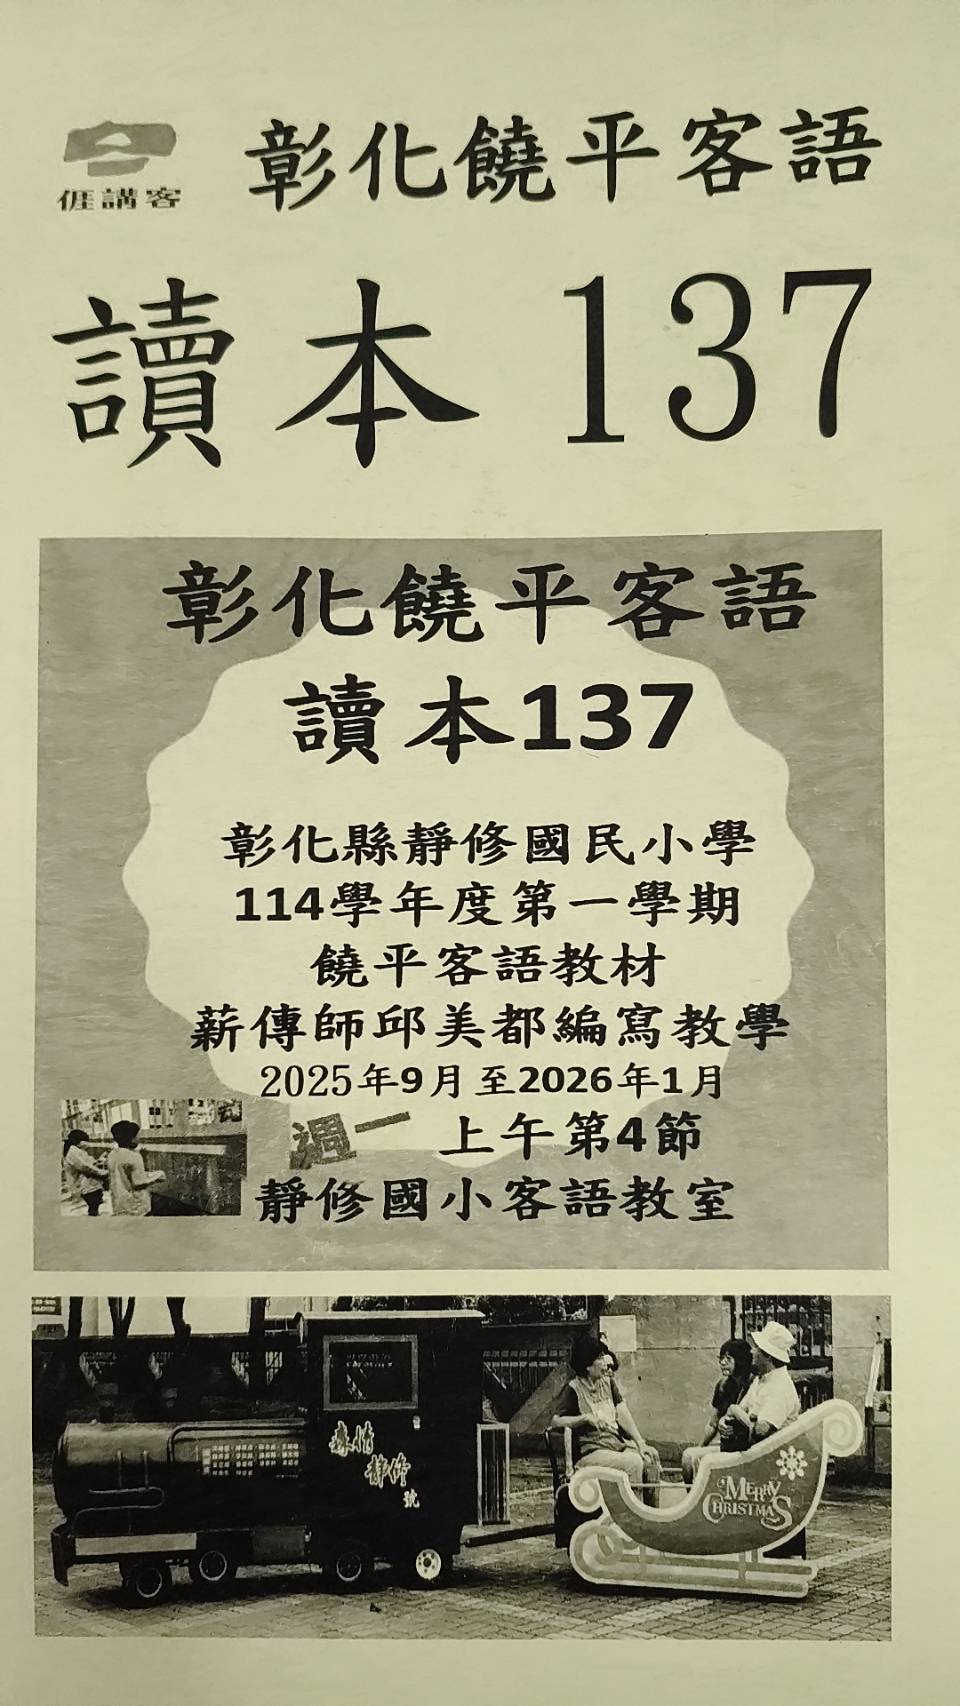 彰化饒平客語
𠊎講客
讀本 137
彰化饒平客語
讀本137
彰化縣靜修國民小學
114學年度第一學期
饒平客語教材
薪傳師邱美都編寫教學
2025年9月至2026年1月
週一 上午第4節
靜修國小客語教室
靜修
號
MERRY
CHRISTMAS